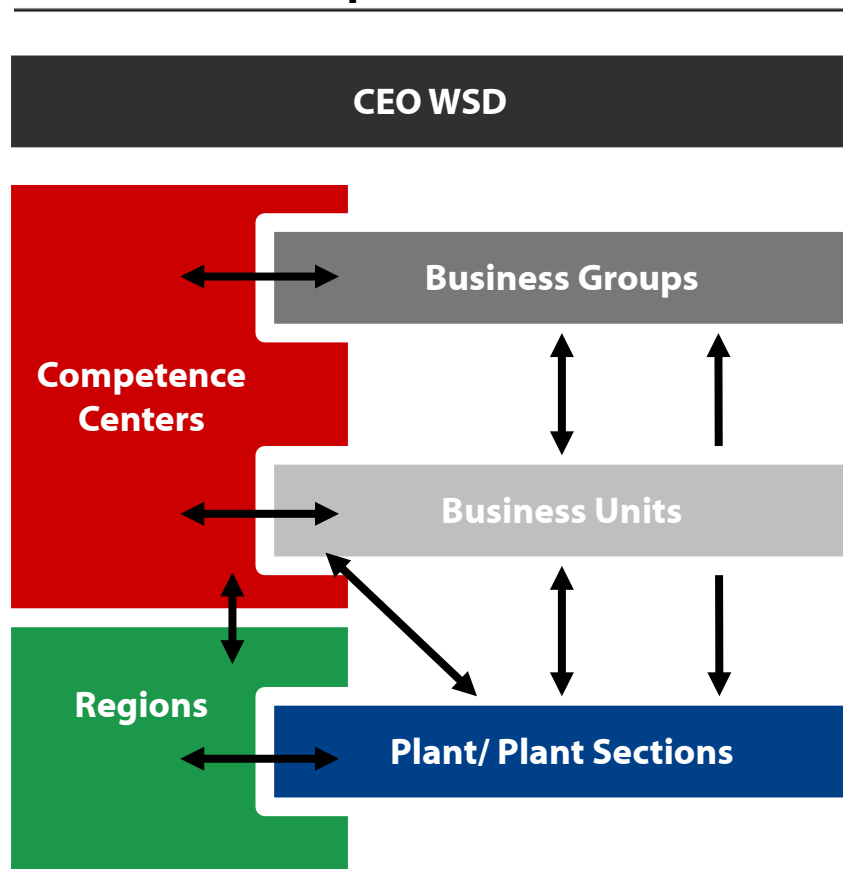 CEO WSD
Business Groups
Competence
Centers
Business Units
Regions
Plant/ Plant Sections